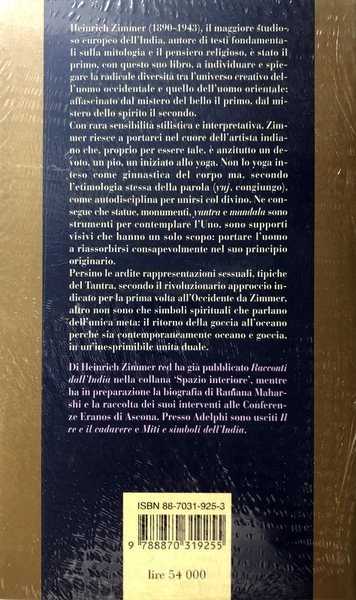 Heinrich Zimmer (1890-1943), il maggiore studio-
so europeo dell'India, autore di testi fondamenta-
li sulla mitologia e il pensiero religioso, è stato il
primo, con questo suo libro, a individuare e spie-
gare la radicale diversità tra l'universo creativo del-
l'uomo occidentale e quello dell'uomo orientale:
affascinato dal mistero del bello il primo, dal mi-
stero dello spirito il secondo.
Con rara sensibilità stilistica e interpretativa, Zim-
mer riesce a portarci nel cuore dell'artista india-
no che, proprio per essere tale, è anzitutto un de-
voto, un pio, un iniziato allo yoga. Non lo yoga in-
teso come ginnastica del corpo ma, secondo
l'etimologia stessa della parola (yuj, congiungo),
come autodisciplina per unirsi col divino. Ne con-
segue che statue, monumenti, yantra e mandala sono
strumenti per contemplare l'Uno, sono supporti
visivi che hanno un solo scopo: portare l'uomo
a riassorbirsi consapevolmente nel suo principio
originario.
Persino le ardite rappresentazioni sessuali, tipiche
del Tantra, secondo il rivoluzionario approccio in-
dicato per la prima volta all'Occidente da Zimmer,
altro non sono che simboli spirituali che parlano
dell'unica meta: il ritorno della goccia all'oceano
perché sia contemporaneamente oceano e goccia,
in un'inesprimibile unità duale.
Di Heinrich Zimmer red ha già pubblicato Racconti
dall'India nella collana 'Spazio interiore', mentre
ha in preparazione la biografia di Ramana Mahar-
shi e la raccolta dei suoi interventi alle Conferen-
ze Eranos di Ascona. Presso Adelphi sono usciti Il
re e il cadavere e Miti e simboli dell'India.
ISBN 88-7031-925-3
9 788870 319255
lire 54 000